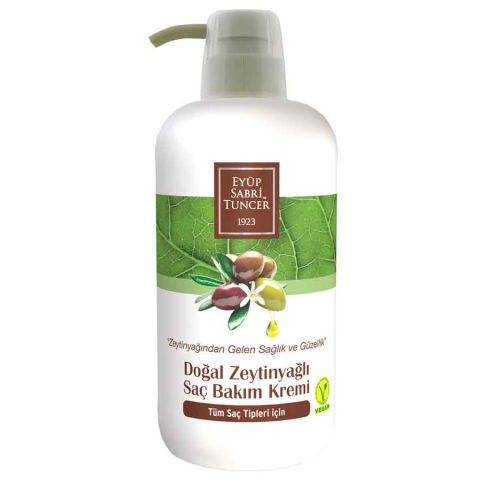 EYÜP
SABRİ
TUNCER
1923
"Zeytinyağından Gelen Sağlık ve Güzellik"
Doğal Zeytinyağlı
Saç Bakım Kremi
Tüm Saç Tipleri için
VEGAN